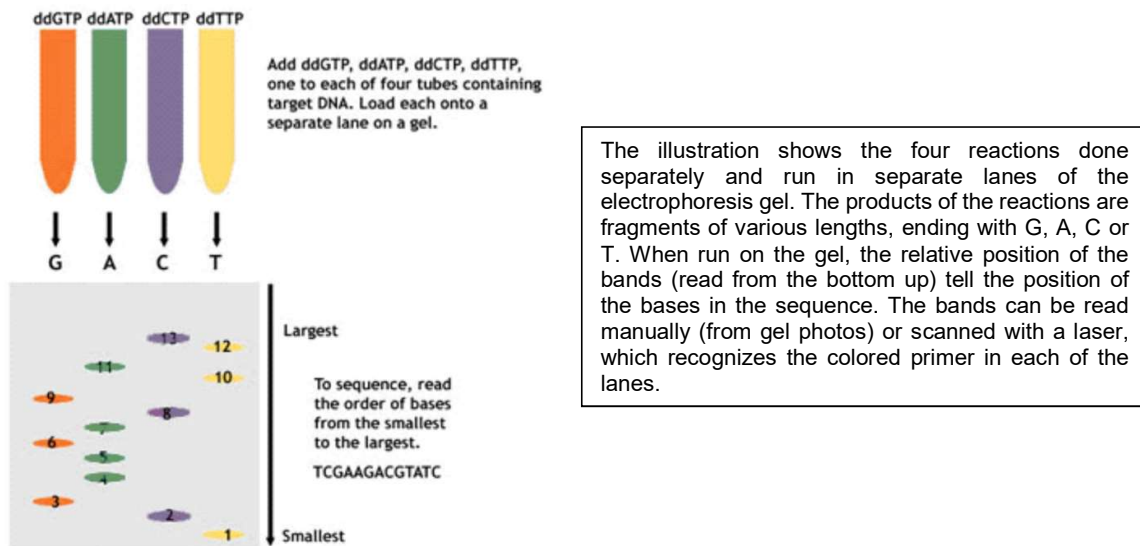 ddGTP ddATP ddCTP ddTTP
Add ddGTP, ddATP, ddCTP, ddTTP,
one to each of four tubes containing
target DNA. Load each onto a
separate lane on a gel.
G A C T
Largest
13
12
11
10
9
8
7
6
5
4
3
2
1
To sequence, read
the order of bases
from the smallest
to the largest.
TCGAAGACGTATC
Smallest
The illustration shows the four reactions done
separately and run in separate lanes of the
electrophoresis gel. The products of the reactions are
fragments of various lengths, ending with G, A, C or
T. When run on the gel, the relative position of the
bands (read from the bottom up) tell the position of
the bases in the sequence. The bands can be read
manually (from gel photos) or scanned with a laser,
which recognizes the colored primer in each of the
lanes.